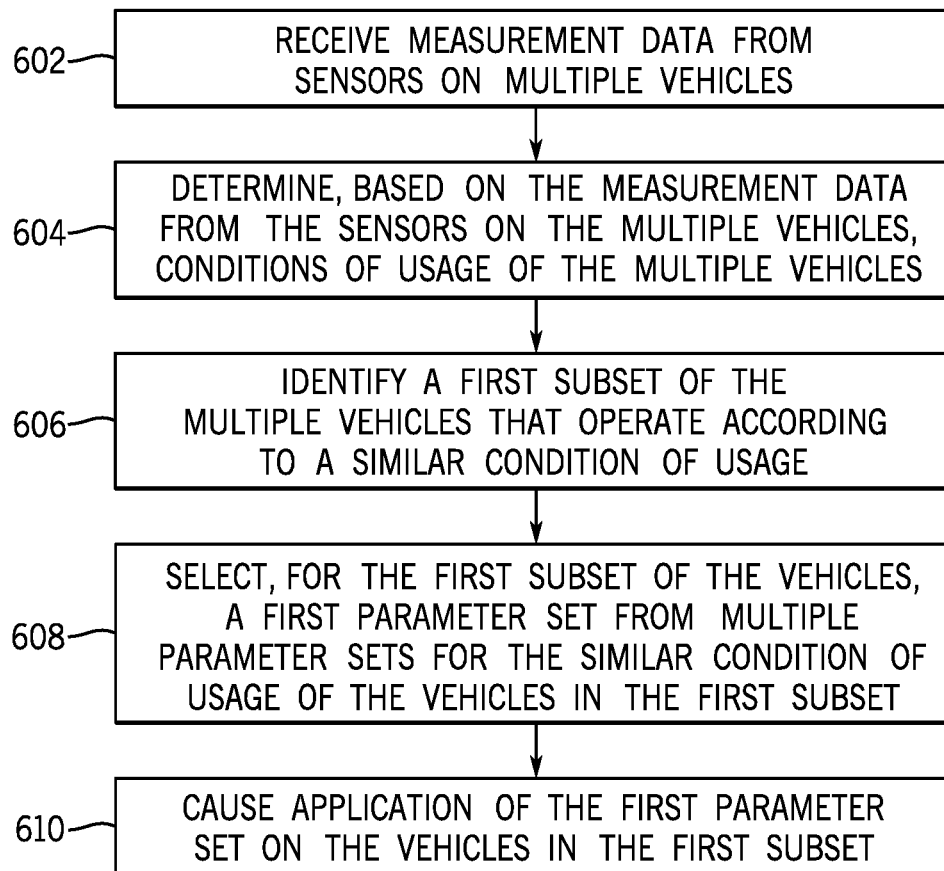 602
RECEIVE MEASUREMENT DATA FROM
SENSORS ON MULTIPLE VEHICLES
604
DETERMINE, BASED ON THE MEASUREMENT DATA
FROM THE SENSORS ON THE MULTIPLE VEHICLES,
CONDITIONS OF USAGE OF THE MULTIPLE VEHICLES
606
IDENTIFY A FIRST SUBSET OF THE
MULTIPLE VEHICLES THAT OPERATE ACCORDING
TO A SIMILAR CONDITION OF USAGE
608
SELECT, FOR THE FIRST SUBSET OF THE VEHICLES,
A FIRST PARAMETER SET FROM MULTIPLE
PARAMETER SETS FOR THE SIMILAR CONDITION OF
USAGE OF THE VEHICLES IN THE FIRST SUBSET
610
CAUSE APPLICATION OF THE FIRST PARAMETER
SET ON THE VEHICLES IN THE FIRST SUBSET